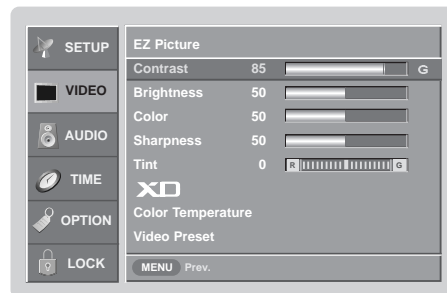 SETUP
VIDEO
AUDIO
TIME
OPTION
LOCK
EZ Picture
Contrast 85 G
Brightness 50
Color 50
Sharpness 50
Tint 0 R G
XD
Color Temperature
Video Preset
MENU Prev.